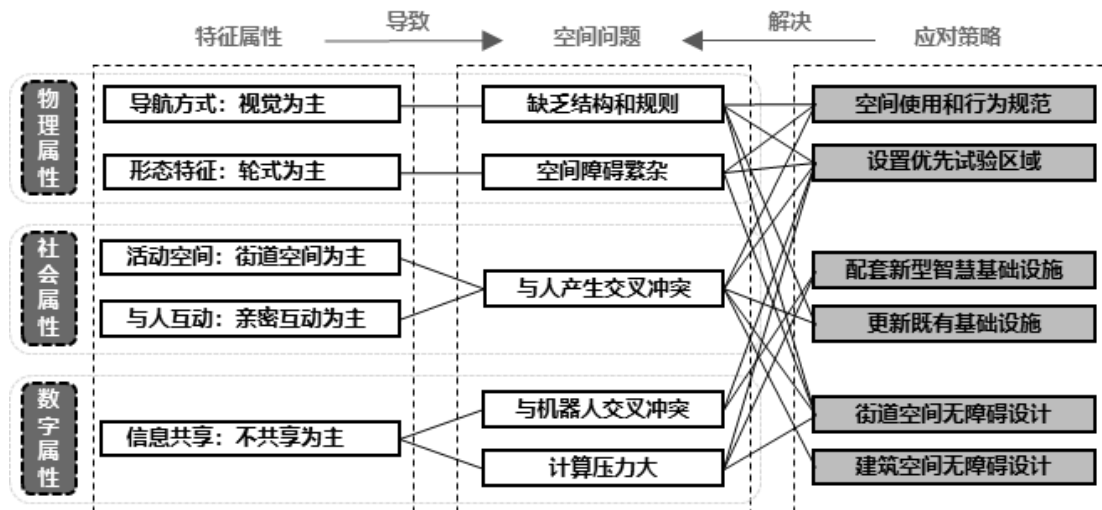 特征属性 导致 空间问题 解决 应对策略
物理属性
导航方式：视觉为主 缺乏结构和规则 空间使用和行为规范
形态特征：轮式为主 空间障碍繁杂 设置优先试验区域
社会属性
活动空间：街道空间为主 与人产生交叉冲突 配套新型智慧基础设施
与人互动：亲密互动为主 更新既有基础设施
数字属性
信息共享：不共享为主 与机器人交叉冲突 街道空间无障碍设计
计算压力大 建筑空间无障碍设计